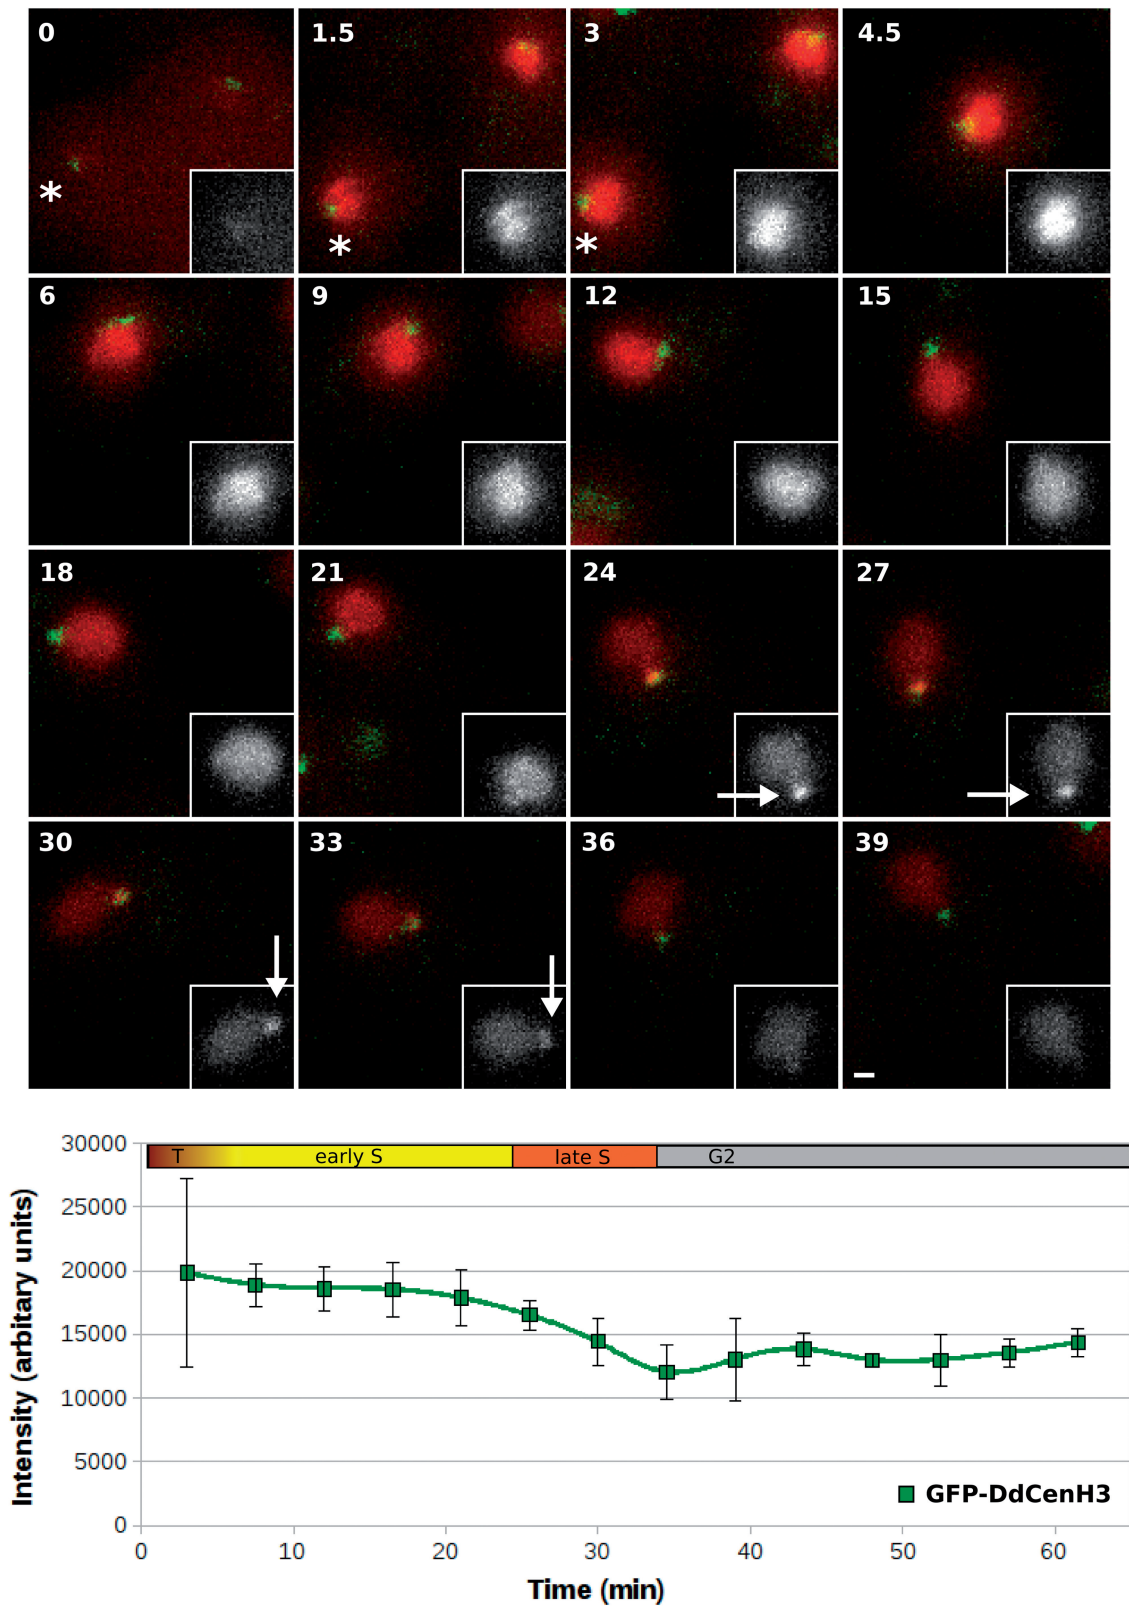 0 1.5 3 4.5
*
* *
6 9 12 15
18 21 24 27
30 33 36 39
30000
T early S late S G2
25000
20000
15000
10000
5000
0
Intensity (arbitary units)
GFP-DdCenH3
0 10 20 30 40 50 60
Time (min)